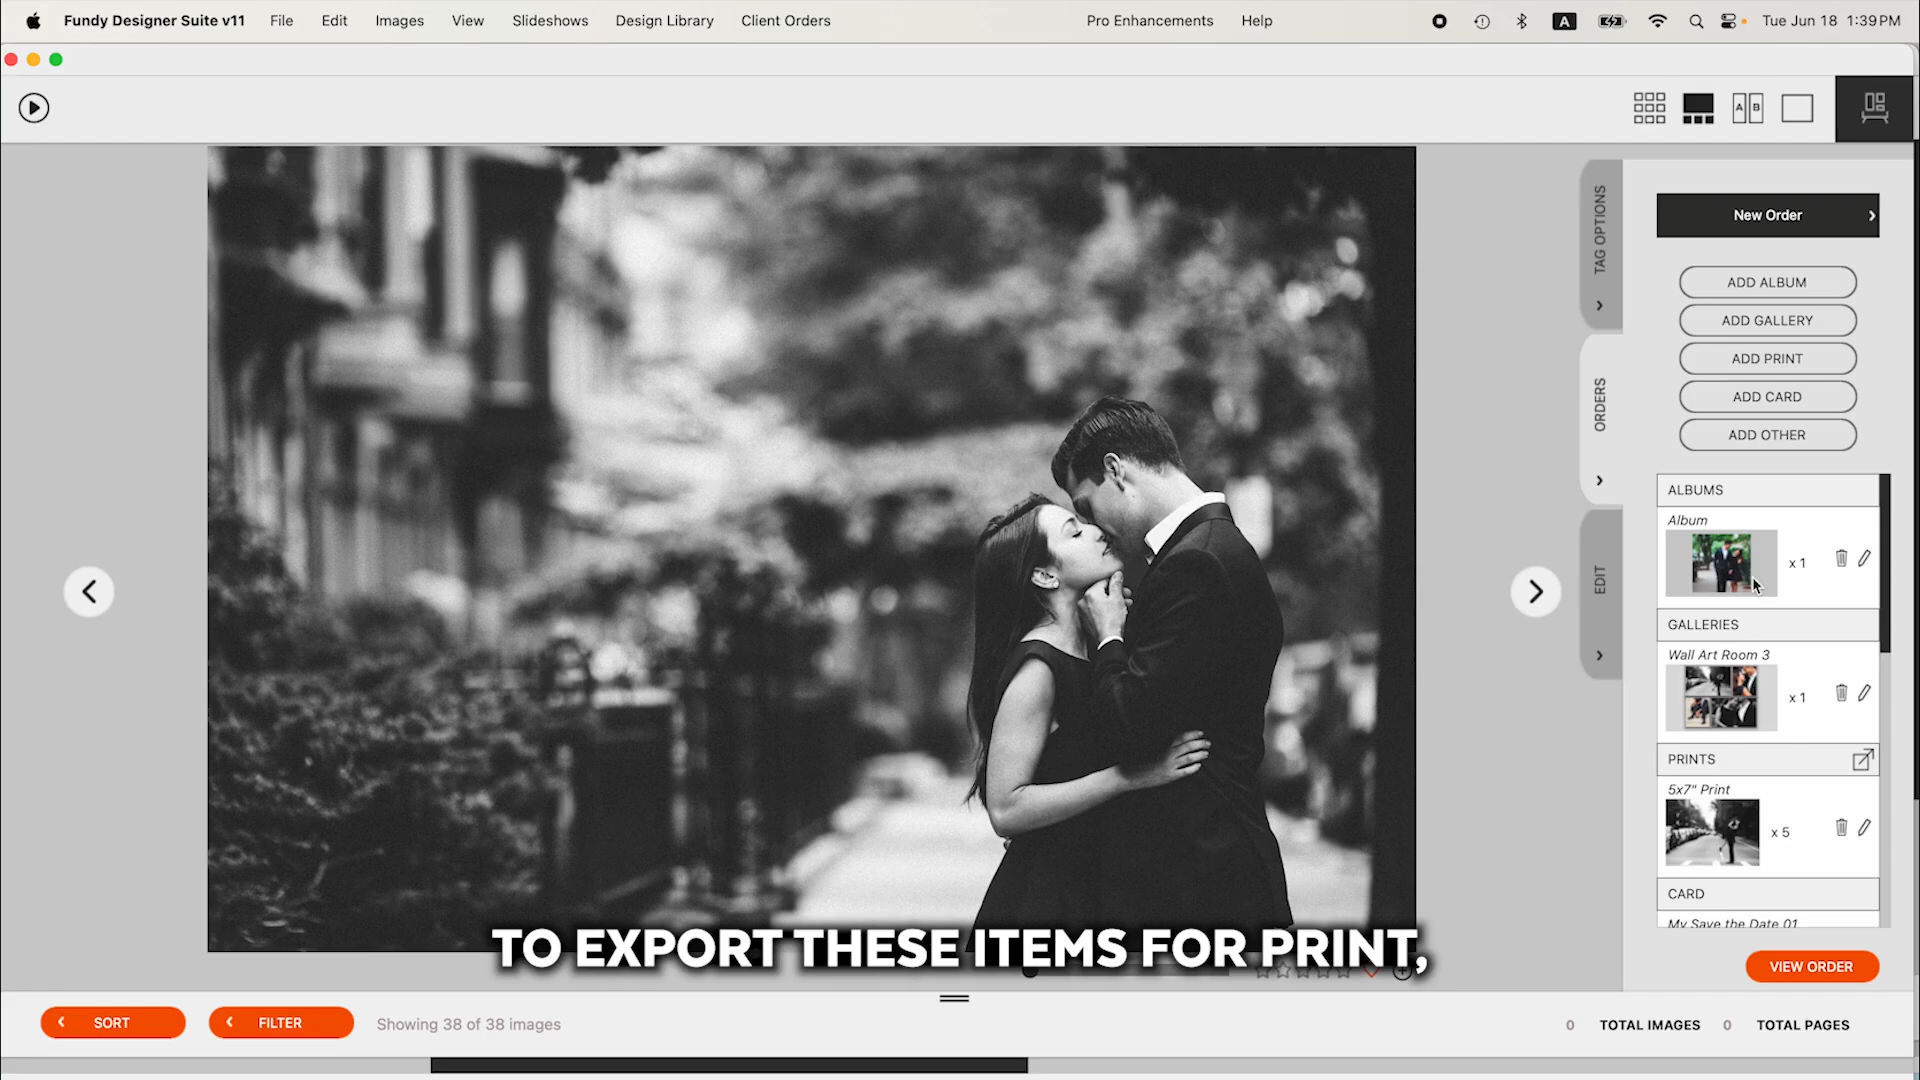 Fundy Designer Suite v11 File Edit Images View Slideshows Design Library Client Orders Pro Enhancements Help A Tue Jun 18 1:39 PM
A B
TAG OPTIONS
ORDERS
EDIT
New Order
ADD ALBUM
ADD GALLERY
ADD PRINT
ADD CARD
ADD OTHER
ALBUMS
Album
x 1
GALLERIES
Wall Art Room 3
x 1
PRINTS
5x7" Print
x 5
CARD
My Save the Date 01
TO EXPORT THESE ITEMS FOR PRINT,
VIEW ORDER
SORT FILTER Showing 38 of 38 images 0 TOTAL IMAGES 0 TOTAL PAGES